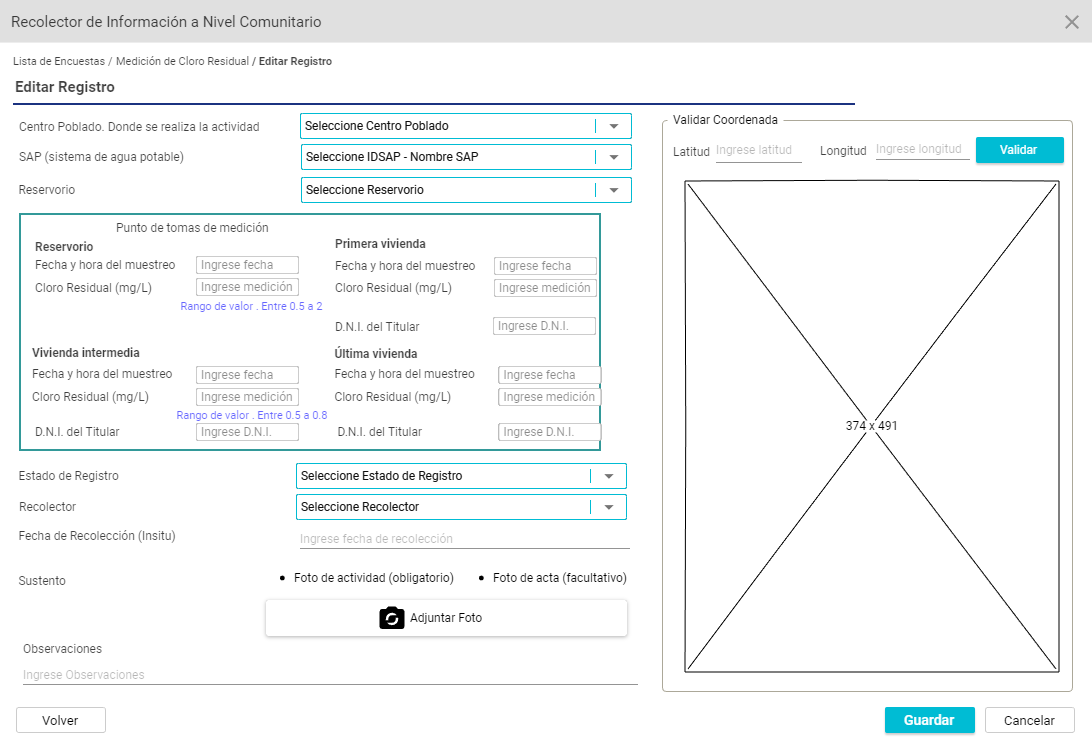 Recolector de Información a Nivel Comunitario
Lista de Encuestas / Medición de Cloro Residual / Editar Registro
Editar Registro
Centro Poblado. Donde se realiza la actividad
Seleccione Centro Poblado
SAP (sistema de agua potable)
Seleccione IDSAP - Nombre SAP
Reservorio
Seleccione Reservorio
Punto de tomas de medición
Reservorio
Fecha y hora del muestreo
Ingrese fecha
Cloro Residual (mg/L)
Ingrese medición
Rango de valor . Entre 0.5 a 2
Primera vivienda
Fecha y hora del muestreo
Ingrese fecha
Cloro Residual (mg/L)
Ingrese medición
D.N.I. del Titular
Ingrese D.N.I.
Vivienda intermedia
Fecha y hora del muestreo
Ingrese fecha
Cloro Residual (mg/L)
Ingrese medición
Rango de valor . Entre 0.5 a 0.8
D.N.I. del Titular
Ingrese D.N.I.
Última vivienda
Fecha y hora del muestreo
Ingrese fecha
Cloro Residual (mg/L)
Ingrese medición
D.N.I. del Titular
Ingrese D.N.I.
Estado de Registro
Seleccione Estado de Registro
Recolector
Seleccione Recolector
Fecha de Recolección (Insitu)
Ingrese fecha de recolección
Sustento
• Foto de actividad (obligatorio)
• Foto de acta (facultativo)
Adjuntar Foto
Observaciones
Ingrese Observaciones
Validar Coordenada
Latitud
Ingrese latitud
Longitud
Ingrese longitud
Validar
374 x 491
Volver
Guardar
Cancelar